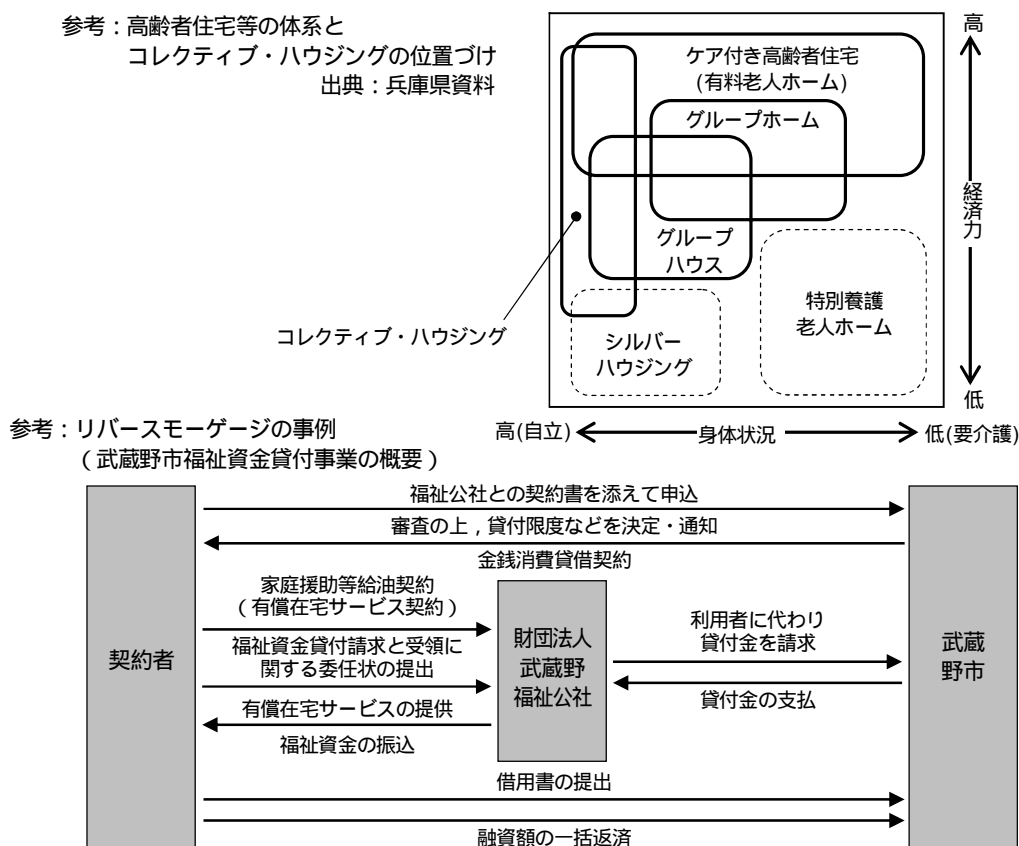 参考：高齢者住宅等の体系と
コレクティブ・ハウジングの位置づけ
出典：兵庫県資料
高
ケア付き高齢者住宅
(有料老人ホーム)
グループホーム
経済力
グループ
ハウス
特別養護
老人ホーム
コレクティブ・ハウジング
シルバー
ハウジング
低
高(自立)
身体状況
低(要介護)
参考：リバースモーゲージの事例
（武蔵野市福祉資金貸付事業の概要）
福祉公社との契約書を添えて申込
審査の上，貸付限度などを決定・通知
金銭消費貸借契約
家庭援助等給油契約
（有償在宅サービス契約）
利用者に代わり
貸付金を請求
契約者
福祉資金貸付請求と受領に
関する委任状の提出
財団法人
武蔵野
福祉公社
武蔵
野市
有償在宅サービスの提供
貸付金の支払
福祉資金の振込
借用書の提出
融資額の一括返済